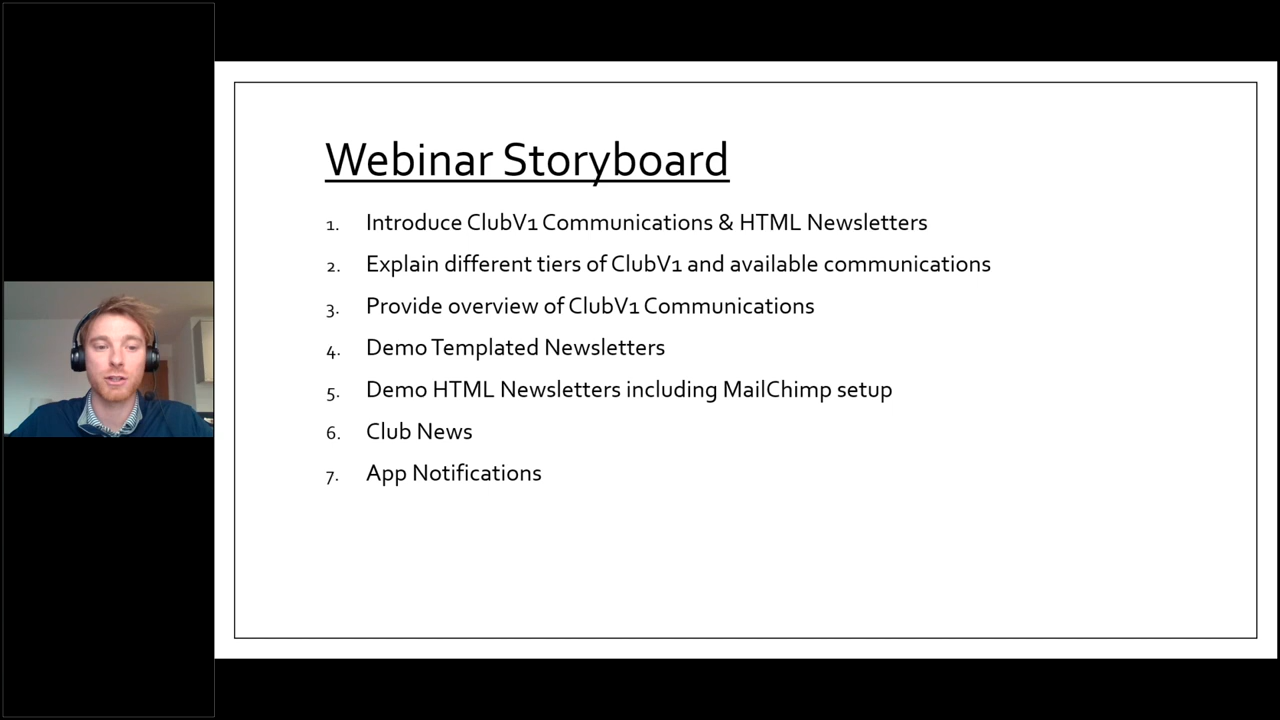 Webinar Storyboard
1. Introduce ClubV1 Communications & HTML Newsletters
2. Explain different tiers of ClubV1 and available communications
3. Provide overview of ClubV1 Communications
4. Demo Templated Newsletters
5. Demo HTML Newsletters including MailChimp setup
6. Club News
7. App Notifications